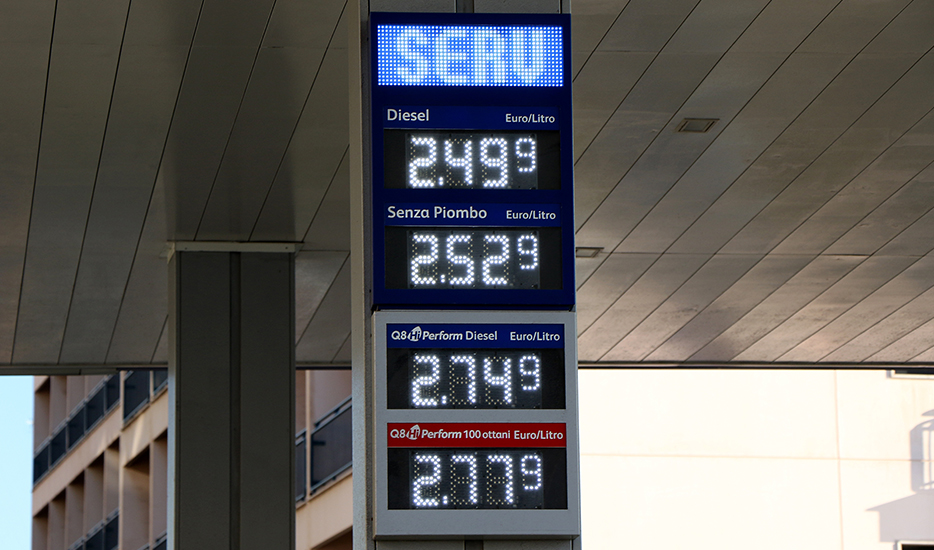 SERV
Diesel Euro/Litro
2.499
Senza Piombo Euro/Litro
2.529
Q8 Hi Perform Diesel Euro/Litro
2.749
Q8 Hi Perform 100 ottani Euro/Litro
2.779